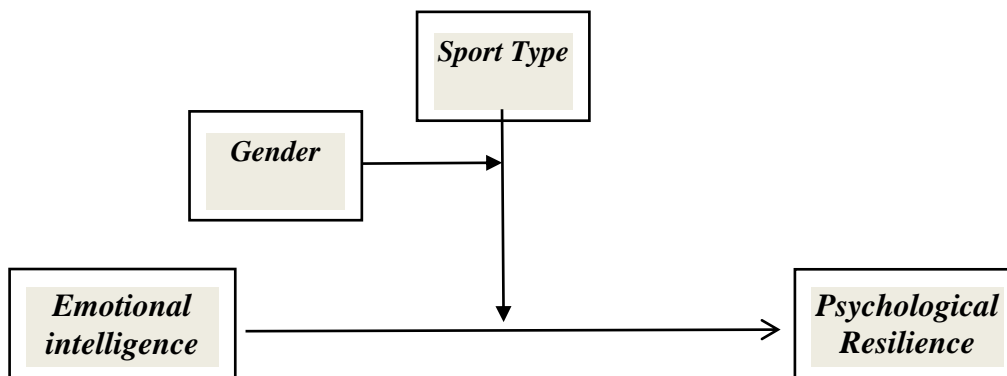 Sport Type
Gender
Emotional
intelligence
Psychological
Resilience